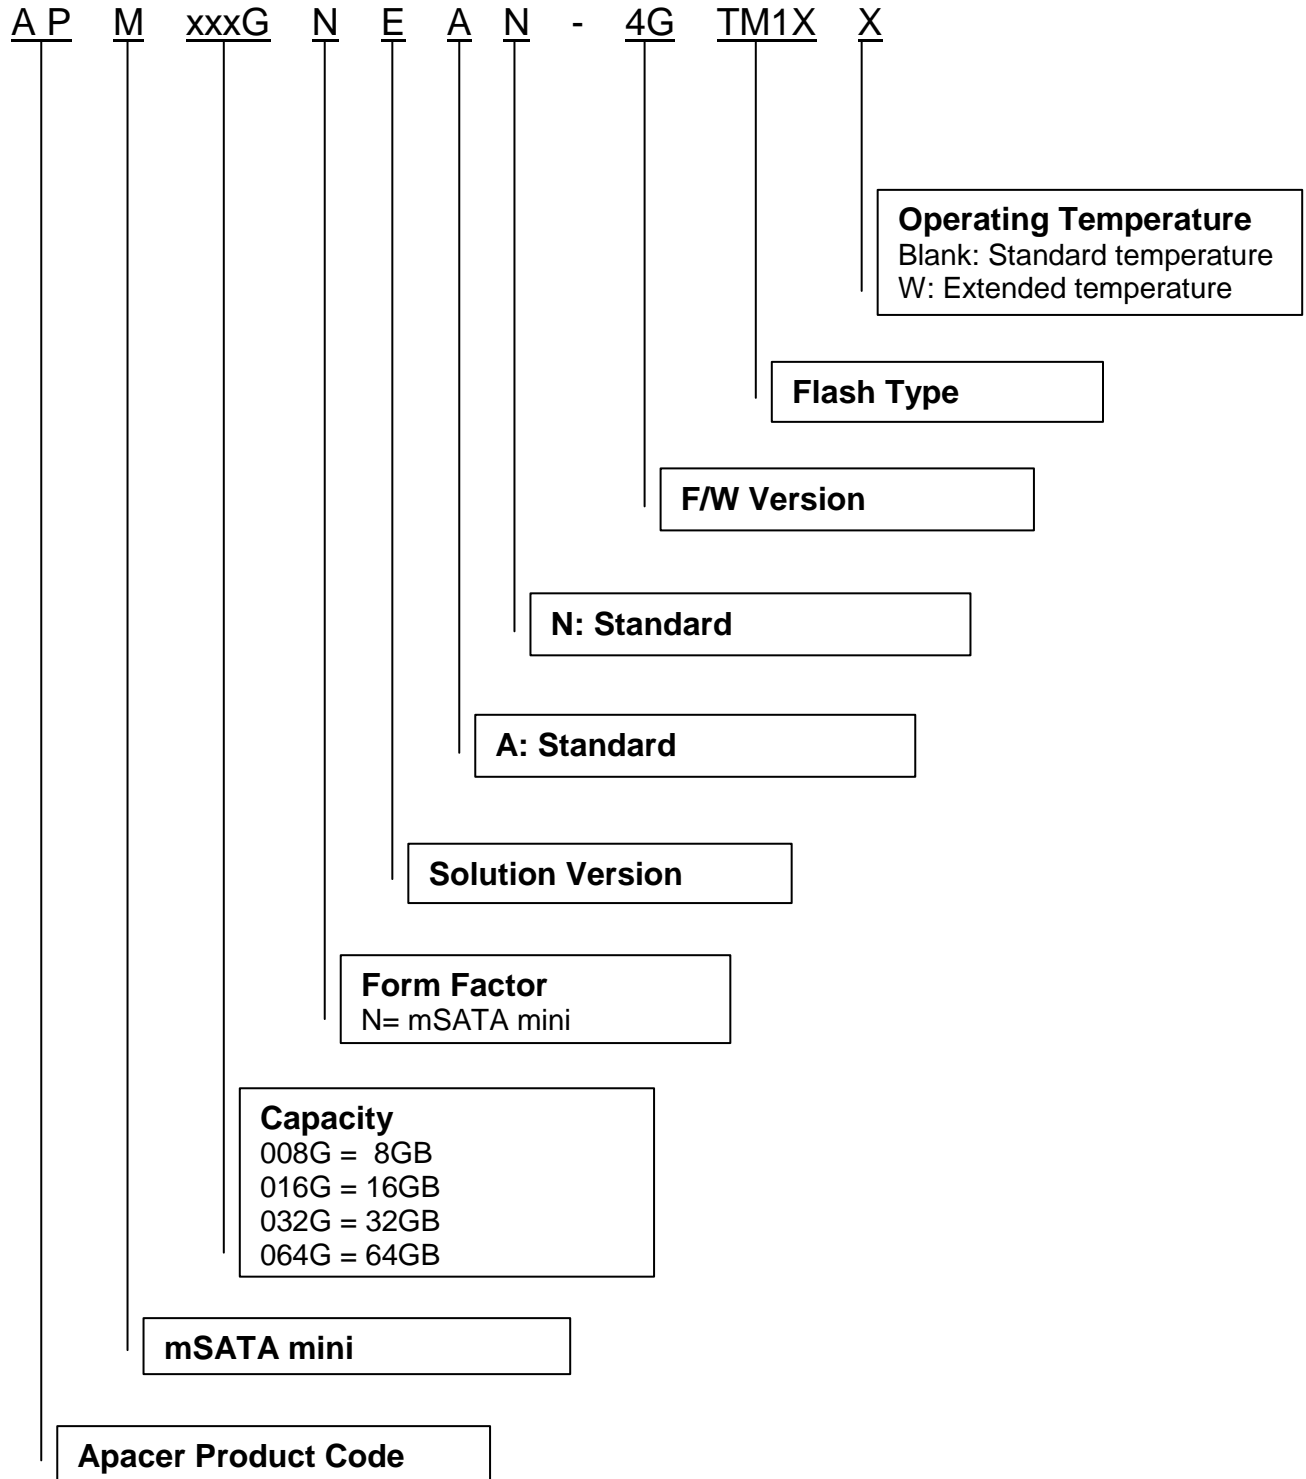 A P M xxxG N E A N - 4G TM1X X
Operating Temperature
Blank: Standard temperature
W: Extended temperature
Flash Type
F/W Version
N: Standard
A: Standard
Solution Version
Form Factor
N= mSATA mini
Capacity
008G = 8GB
016G = 16GB
032G = 32GB
064G = 64GB
mSATA mini
Apacer Product Code